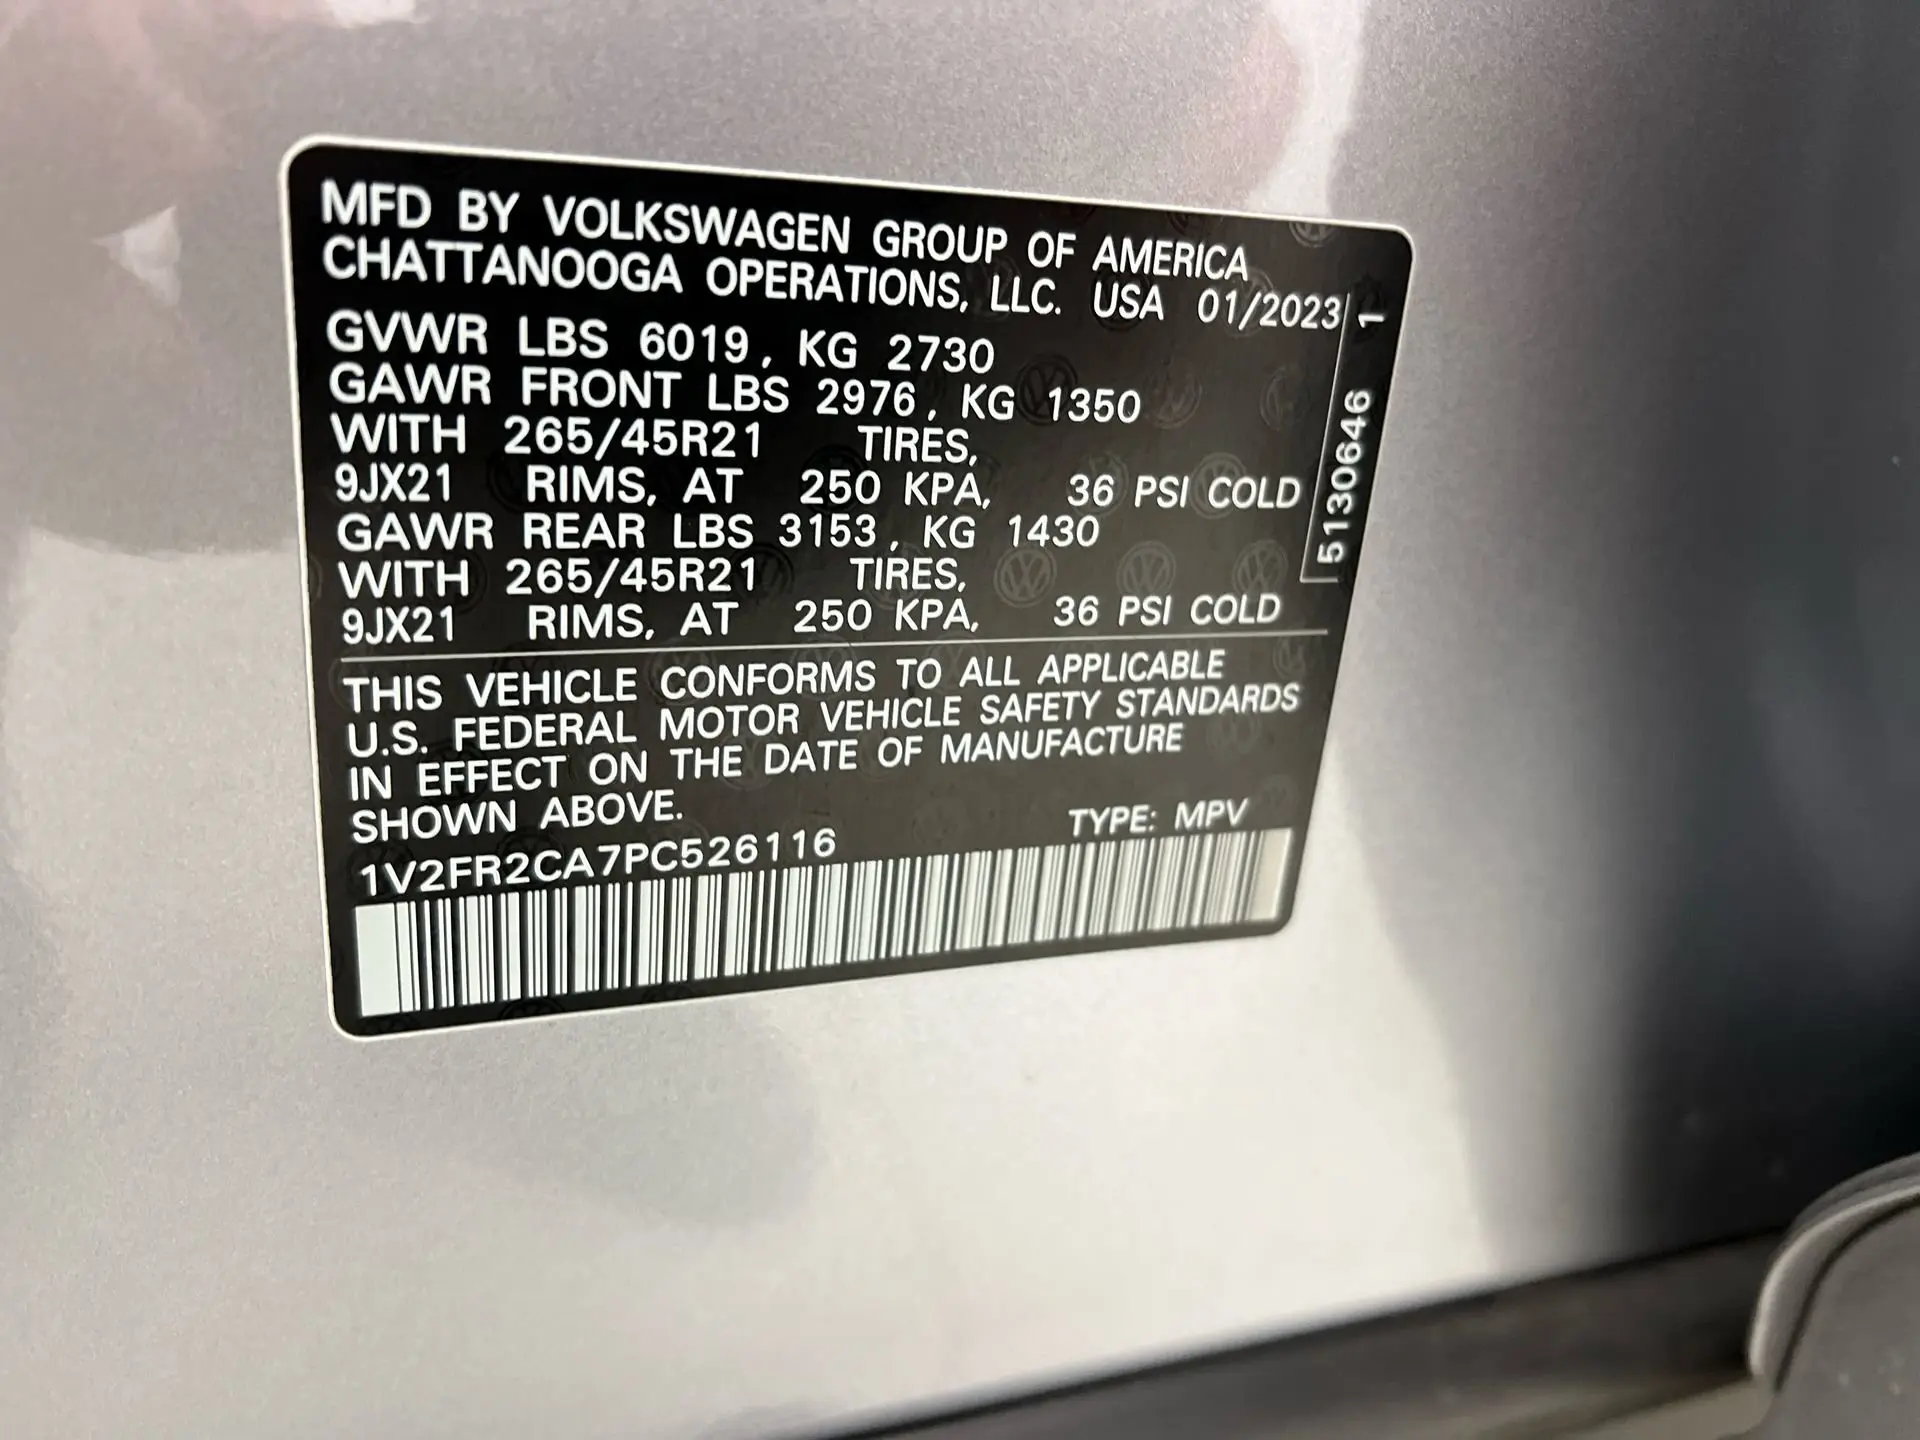 MFD BY VOLKSWAGEN GROUP OF AMERICA
CHATTANOOGA OPERATIONS, LLC. USA 01/2023
GVWR LBS 6019, KG 2730
GAWR FRONT LBS 2976, KG 1350
WITH 265/45R21 TIRES,
9JX21 RIMS, AT 250 KPA, 36 PSI COLD
GAWR REAR LBS 3153, KG 1430
WITH 265/45R21 TIRES,
9JX21 RIMS, AT 250 KPA, 36 PSI COLD
5130646 1
THIS VEHICLE CONFORMS TO ALL APPLICABLE
U.S. FEDERAL MOTOR VEHICLE SAFETY STANDARDS
IN EFFECT ON THE DATE OF MANUFACTURE
SHOWN ABOVE.
TYPE: MPV
1V2FR2CA7PC526116